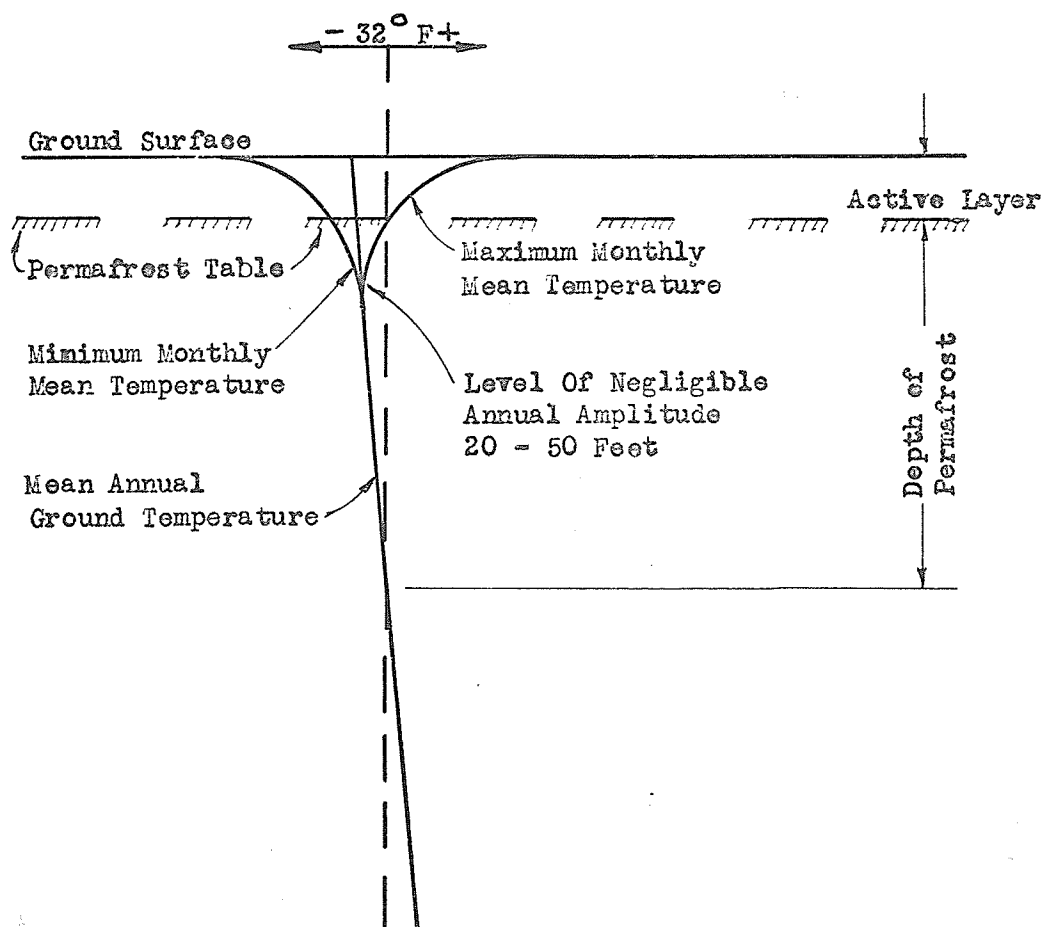 - 32° F+
Ground Surface
Active Layer
Permafrost Table
Maximum Monthly
Mean Temperature
Minimum Monthly
Mean Temperature
Level Of Negligible
Annual Amplitude
20 - 50 Feet
Depth of
Permafrost
Mean Annual
Ground Temperature